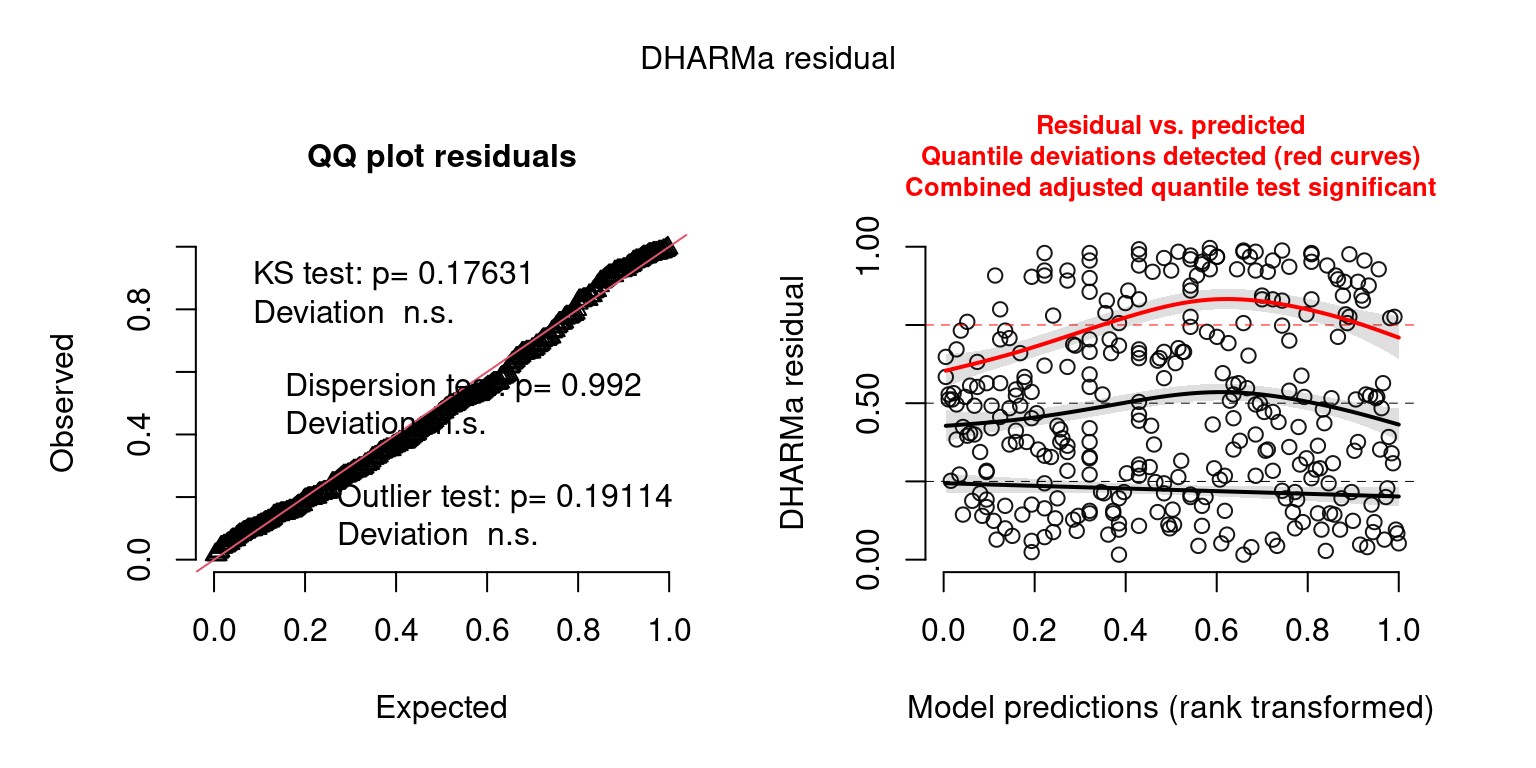 DHARMa residual
QQ plot residuals
KS test: p= 0.17631
Deviation n.s.
Dispersion test: p= 0.992
Deviation n.s.
Outlier test: p= 0.19114
Deviation n.s.
Observed
0.0 0.4 0.8
0.0 0.2 0.4 0.6 0.8 1.0
Expected
Residual vs. predicted
Quantile deviations detected (red curves)
Combined adjusted quantile test significant
DHARMa residual
0.00 0.50 1.00
0.0 0.2 0.4 0.6 0.8 1.0
Model predictions (rank transformed)